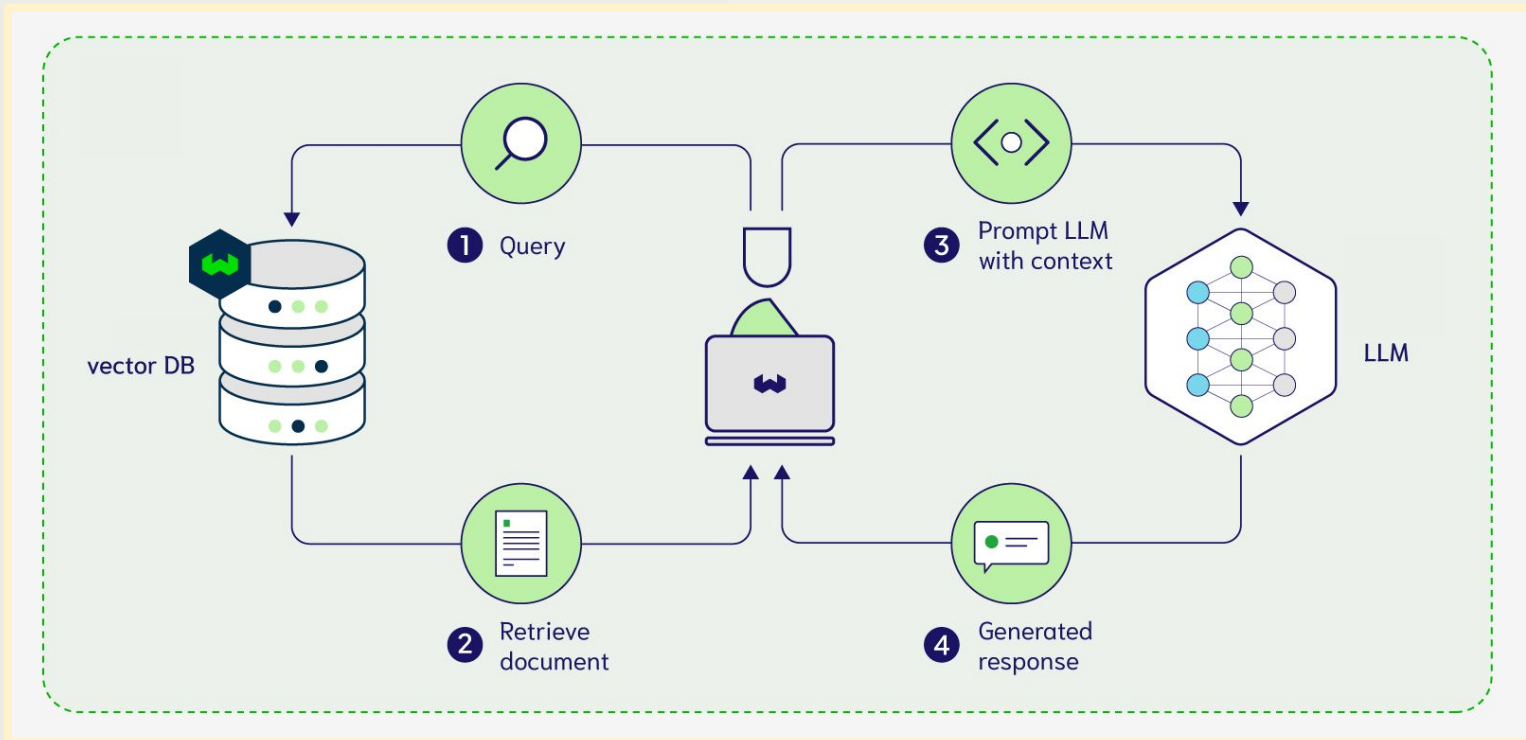 1 Query
3 Prompt LLM
with context
vector DB
LLM
2 Retrieve
document
4 Generated
response